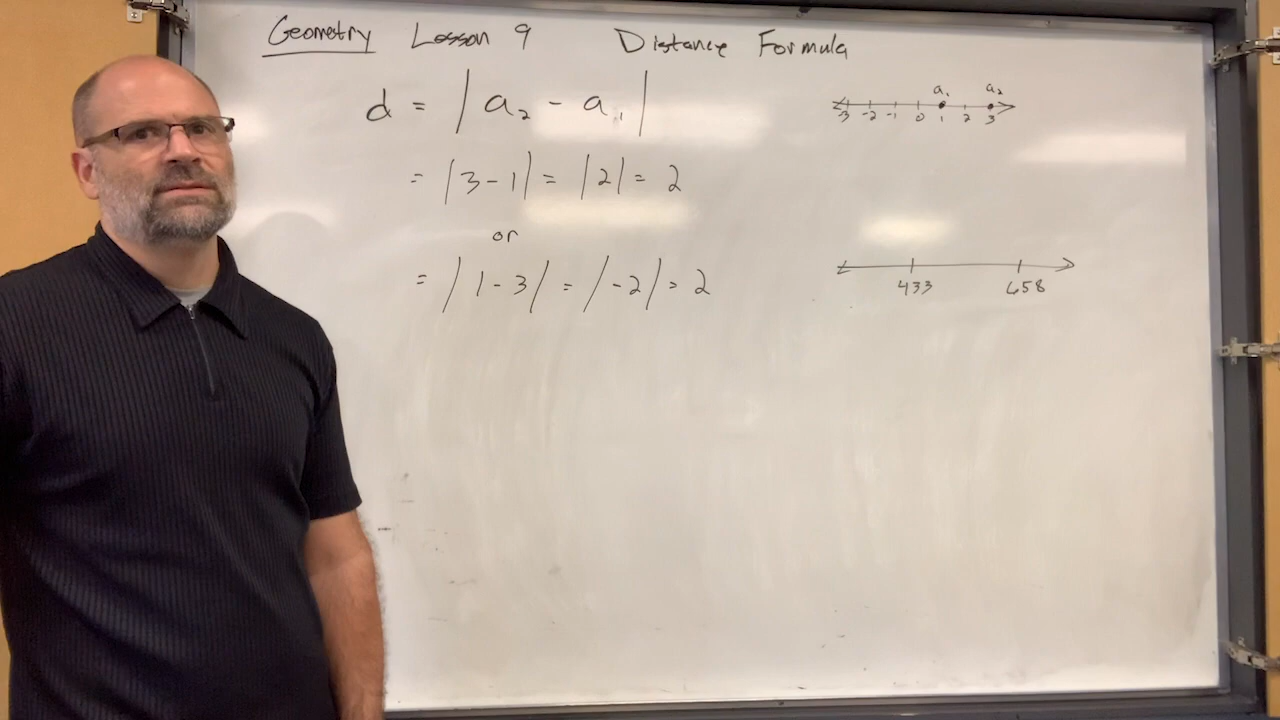 Geometry Lesson 9 Distance Formula
d = | a₂ - a₁ |
a₁ a₂
-3 -2 -1 0 1 2 3
= | 3 - 1 | = | 2 | = 2
or
= | 1 - 3 | = | -2 | = 2
433 658